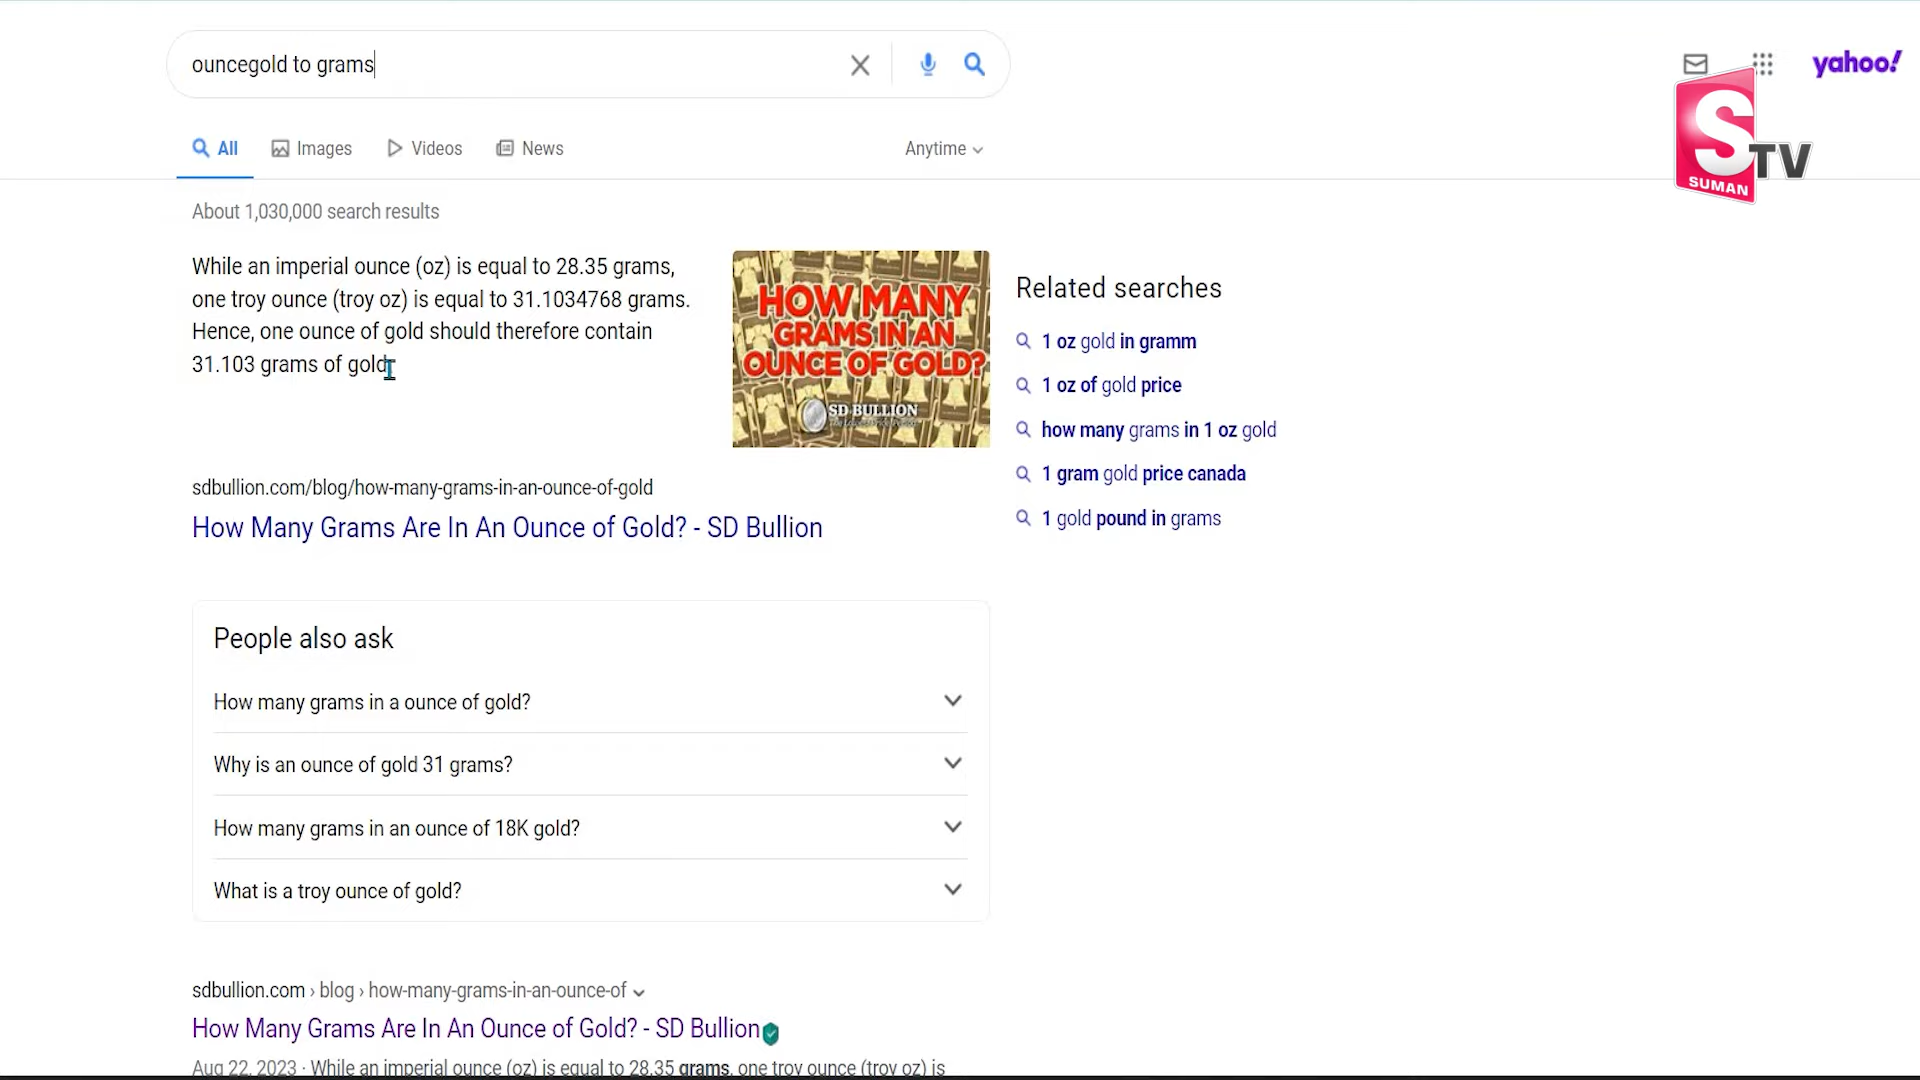 ouncegold to grams
yahoo!
S
TV
SUMAN
All
Images
Videos
News
Anytime
About 1,030,000 search results
While an imperial ounce (oz) is equal to 28.35 grams,
one troy ounce (troy oz) is equal to 31.1034768 grams.
Hence, one ounce of gold should therefore contain
31.103 grams of gold
HOW MANY
GRAMS IN AN
OUNCE OF GOLD?
SD BULLION
sdbullion.com/blog/how-many-grams-in-an-ounce-of-gold
How Many Grams Are In An Ounce of Gold? - SD Bullion
Related searches
1 oz gold in gramm
1 oz of gold price
how many grams in 1 oz gold
1 gram gold price canada
1 gold pound in grams
People also ask
How many grams in a ounce of gold?
Why is an ounce of gold 31 grams?
How many grams in an ounce of 18K gold?
What is a troy ounce of gold?
sdbullion.com › blog › how-many-grams-in-an-ounce-of
How Many Grams Are In An Ounce of Gold? - SD Bullion
Aug 22, 2023 · While an imperial ounce (oz) is equal to 28.35 grams, one troy ounce (troy oz) is